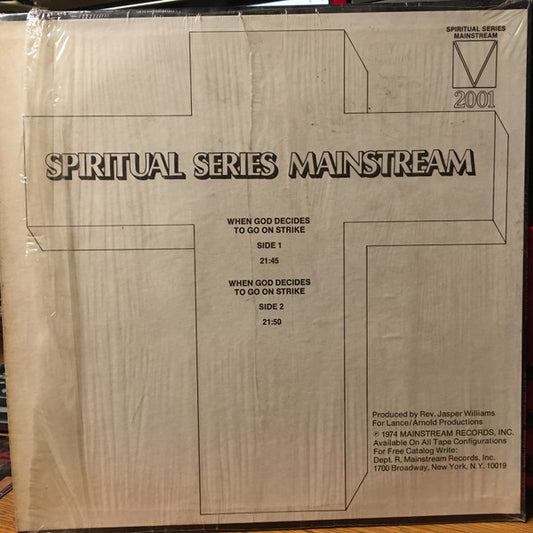 SPIRITUAL SERIES
MAINSTREAM
2001
SPIRITUAL SERIES MAINSTREAM
WHEN GOD DECIDES
TO GO ON STRIKE
SIDE 1
21:45
WHEN GOD DECIDES
TO GO ON STRIKE
SIDE 2
21:50
Produced by Rev. Jasper Williams
For Lance/Arnold Productions
℗ 1974 MAINSTREAM RECORDS, INC.
Available On All Tape Configurations
For Free Catalog Write:
Dept. R, Mainstream Records, Inc.
1700 Broadway, New York, N.Y. 10019